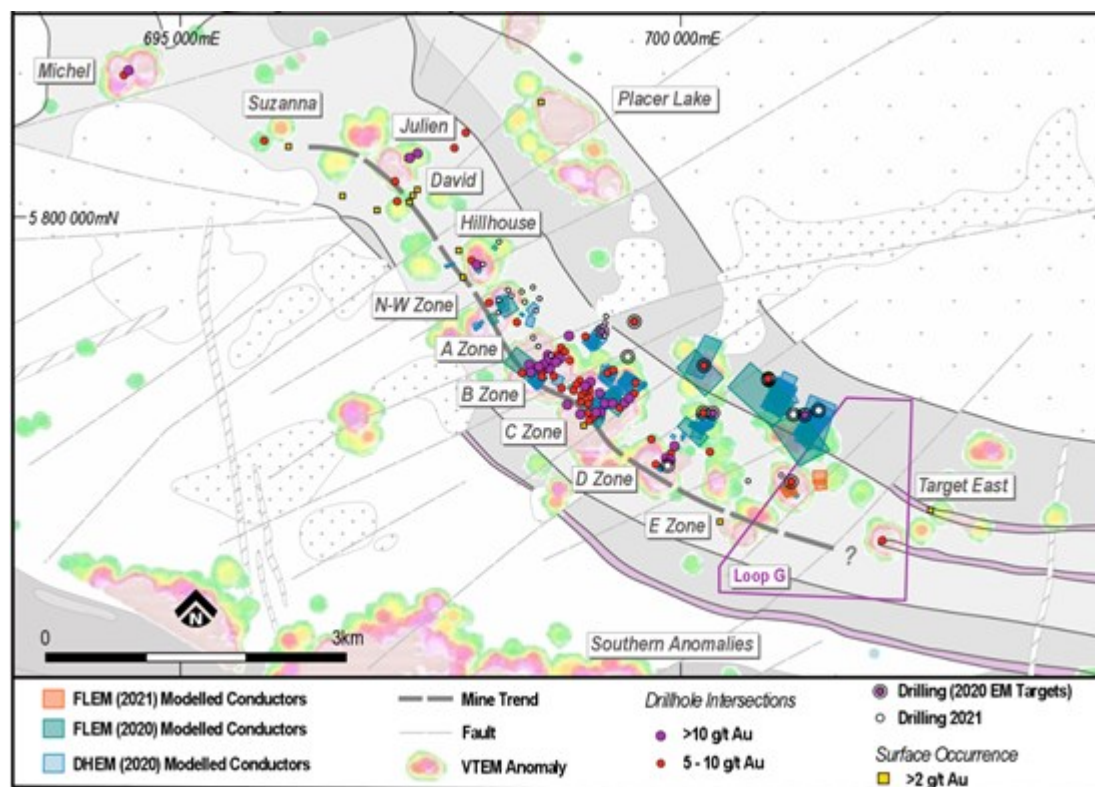 695 000mE
700 000mE
Michel
Suzanna
Julien
Placer Lake
David
5 800 000mN
Hillhouse
N-W Zone
A Zone
B Zone
C Zone
D Zone
Target East
E Zone
?
Loop G
N
0
3km
Southern Anomalies
FLEM (2021) Modelled Conductors
FLEM (2020) Modelled Conductors
DHEM (2020) Modelled Conductors
Mine Trend
Fault
VTEM Anomaly
Drillhole Intersections
>10 g/t Au
5 - 10 g/t Au
Drilling (2020 EM Targets)
Drilling 2021
Surface Occurrence
>2 g/t Au